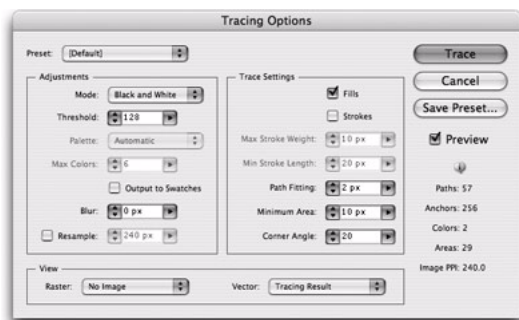 Tracing Options
Preset: [Default]
Adjustments
Mode: Black and White
Threshold: 128
Palette: Automatic
Max Colors: 6
Output to Swatches
Blur: 0 px
Resample: 240 px
Trace Settings
Fills
Strokes
Max Stroke Weight: 10 px
Min Stroke Length: 20 px
Path Fitting: 2 px
Minimum Area: 10 px
Corner Angle: 20
View
Raster: No Image
Vector: Tracing Result
Trace
Cancel
Save Preset...
Preview
Paths: 57
Anchors: 256
Colors: 2
Areas: 29
Image PPI: 240.0